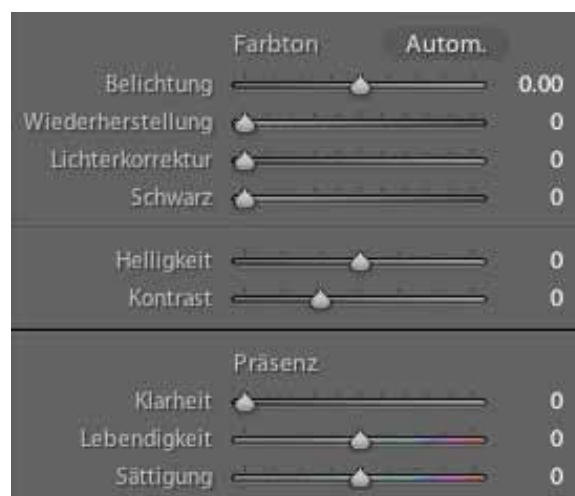 Farbton Autom.
Belichtung 0.00
Wiederherstellung 0
Lichterkorrektur 0
Schwarz 0
Helligkeit 0
Kontrast 0
Präsenz
Klarheit 0
Lebendigkeit 0
Sättigung 0